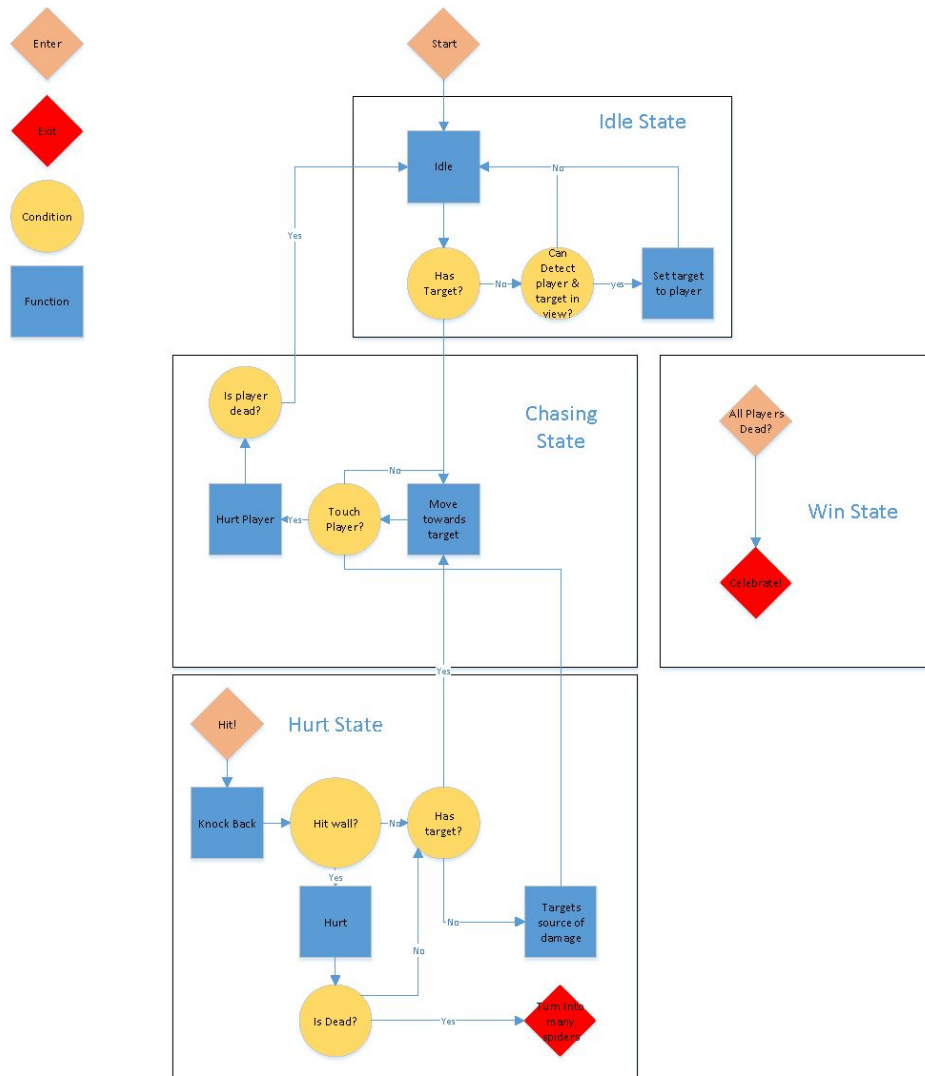 Enter
Exit
Condition
Function
Start
Idle State
Idle
No
Has
Target?
No
Can
Detect
player &
target in
view?
yes
Set target
to player
Yes
Is player
dead?
Chasing
State
No
Hurt Player
Yes
Touch
Player?
Move
towards
target
All Players
Dead?
Win State
Celebrate!
Yes
Hit!
Hurt State
Knock Back
Hit wall?
No
Has
target?
Yes
Hurt
No
No
Targets
source of
damage
Is Dead?
Yes
Turn into
many
spiders